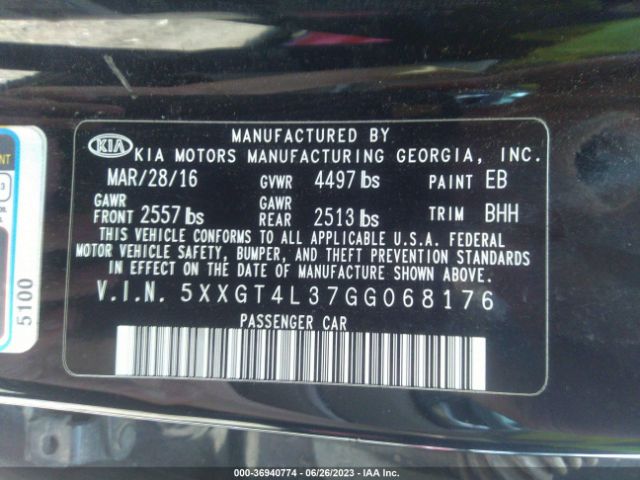 MANUFACTURED BY
KIA KIA MOTORS MANUFACTURING GEORGIA, INC.
MAR/28/16 GVWR 4497 lbs PAINT EB
GAWR FRONT 2557 lbs GAWR REAR 2513 lbs TRIM BHH
THIS VEHICLE CONFORMS TO ALL APPLICABLE U.S.A. FEDERAL
MOTOR VEHICLE SAFETY, BUMPER, AND THEFT PREVENTION STANDARDS
IN EFFECT ON THE DATE OF MANUFACTURE SHOWN ABOVE.
V.I.N. 5XXGT4L37GG068176
PASSENGER CAR
5100
000-36940774 // 06/26/2023 // IAA Inc.